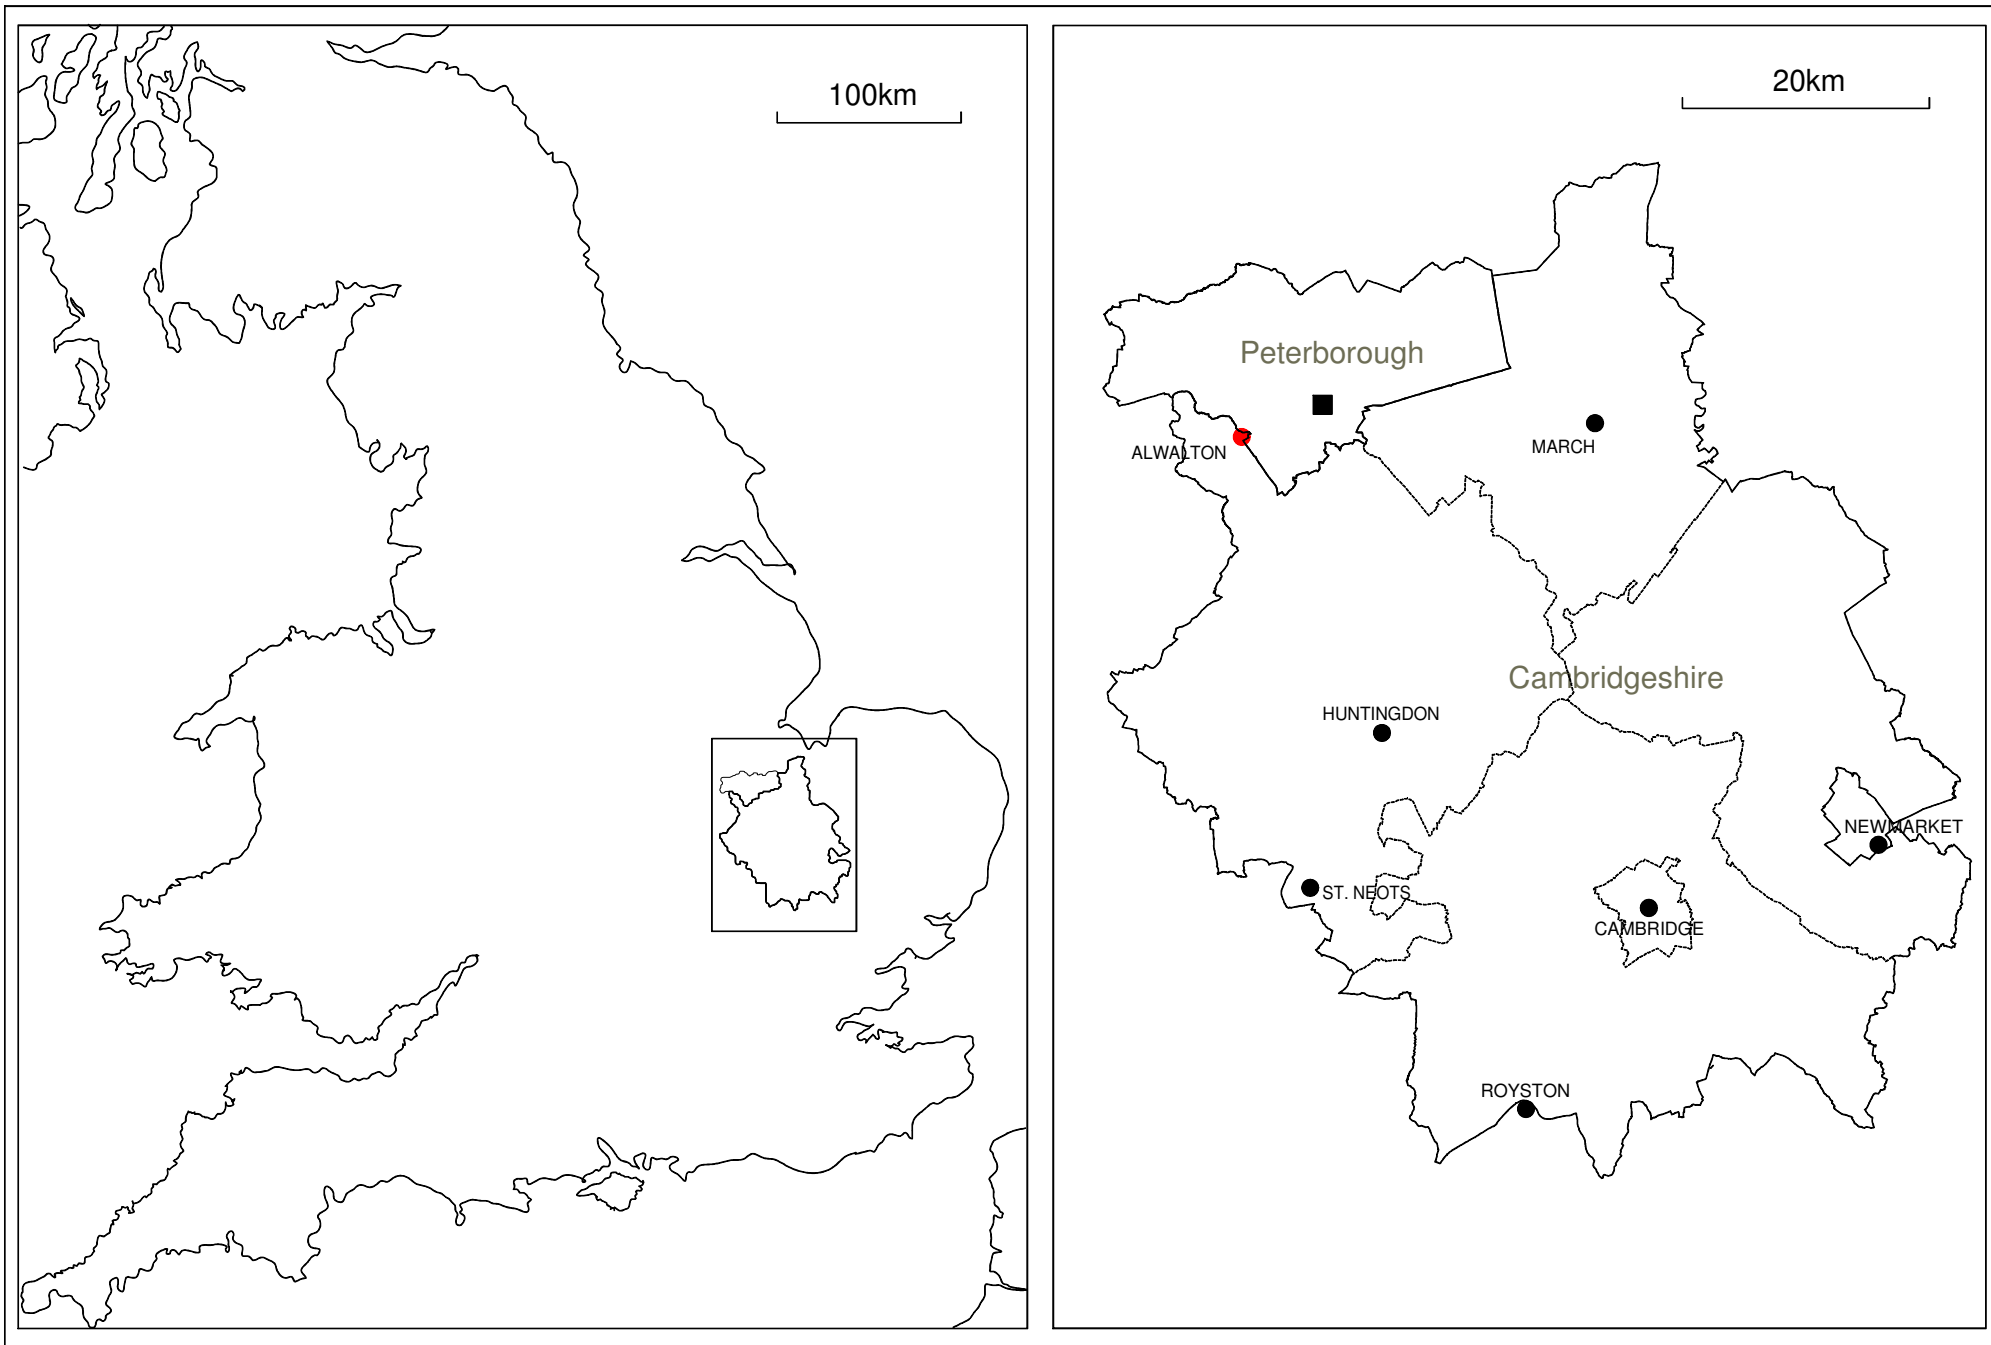 100km
20km
Peterborough
ALWALTON
MARCH
Cambridgeshire
HUNTINGDON
NEWMARKET
ST. NEOTS
CAMBRIDGE
ROYSTON